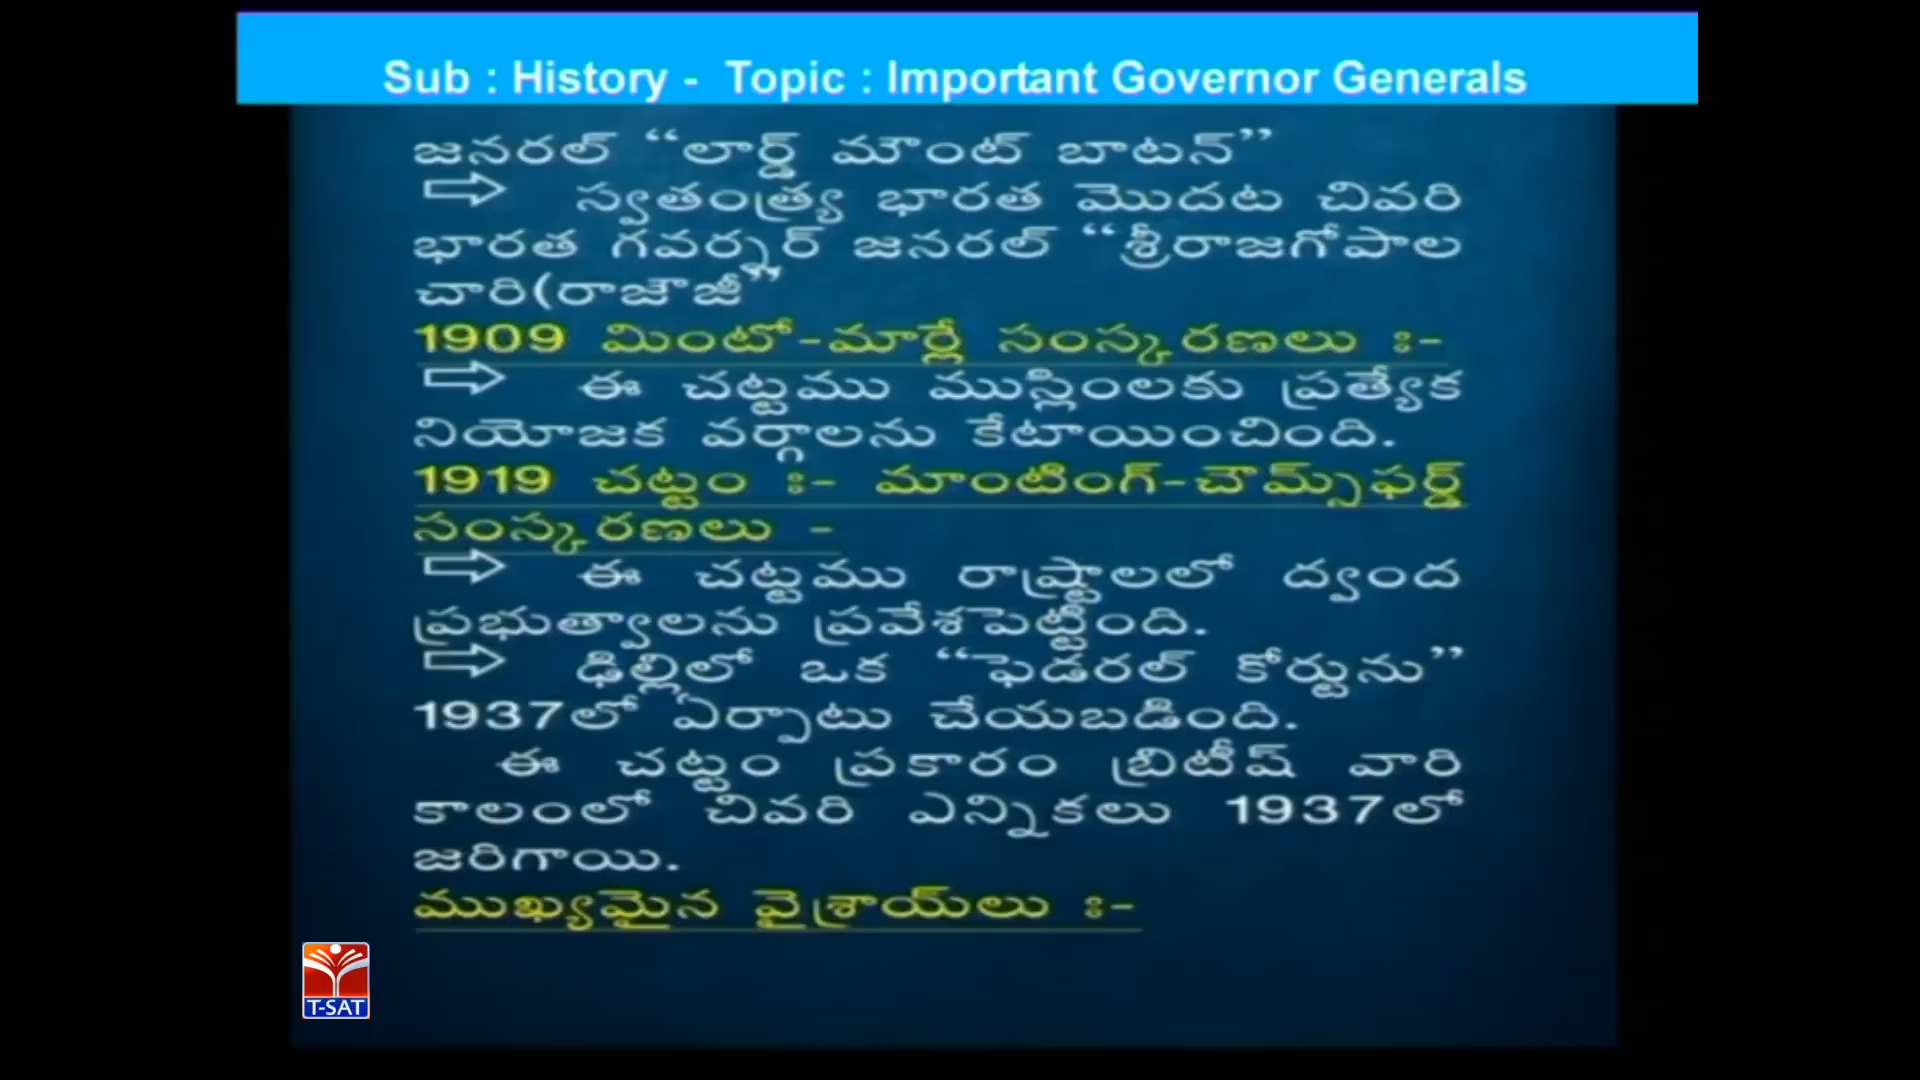 Sub : History -  Topic : Important Governor Generals
జనరల్ “లార్డ్ మౌంట్ బాటన్”
⇨ స్వతంత్ర్య భారత మొదట చివరి
భారత గవర్నర్ జనరల్ “శ్రీరాజగోపాల
చారి(రాజాజీ”
1909 మింటో-మార్లే సంస్కరణలు :-
⇨ ఈ చట్టము ముస్లింలకు ప్రత్యేక
నియోజక వర్గాలను కేటాయించింది.
1919 చట్టం :- మాంటింగ్-చౌమ్స్‌ఫర్డ్
సంస్కరణలు -
⇨ ఈ చట్టము రాష్ట్రాలలో ద్వంద
ప్రభుత్వాలను ప్రవేశపెట్టింది.
⇨ ఢిల్లిలో ఒక “ఫెడరల్ కోర్టును”
1937లో ఏర్పాటు చేయబడింది.
ఈ చట్టం ప్రకారం బ్రిటీష్ వారి
కాలంలో చివరి ఎన్నికలు 1937లో
జరిగాయి.
ముఖ్యమైన వైశ్రాయ్‌లు :-
T-SAT